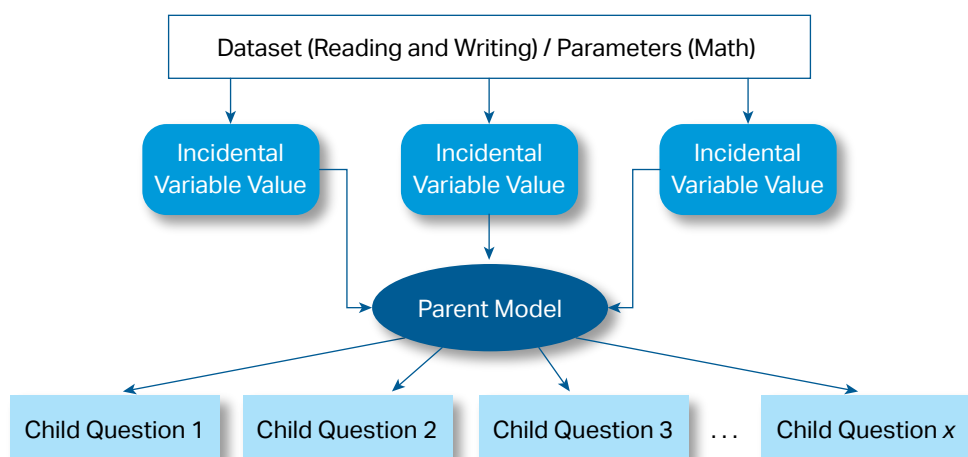 Dataset (Reading and Writing) / Parameters (Math)
Incidental
Variable Value
Incidental
Variable Value
Incidental
Variable Value
Parent Model
Child Question 1
Child Question 2
Child Question 3
...
Child Question x